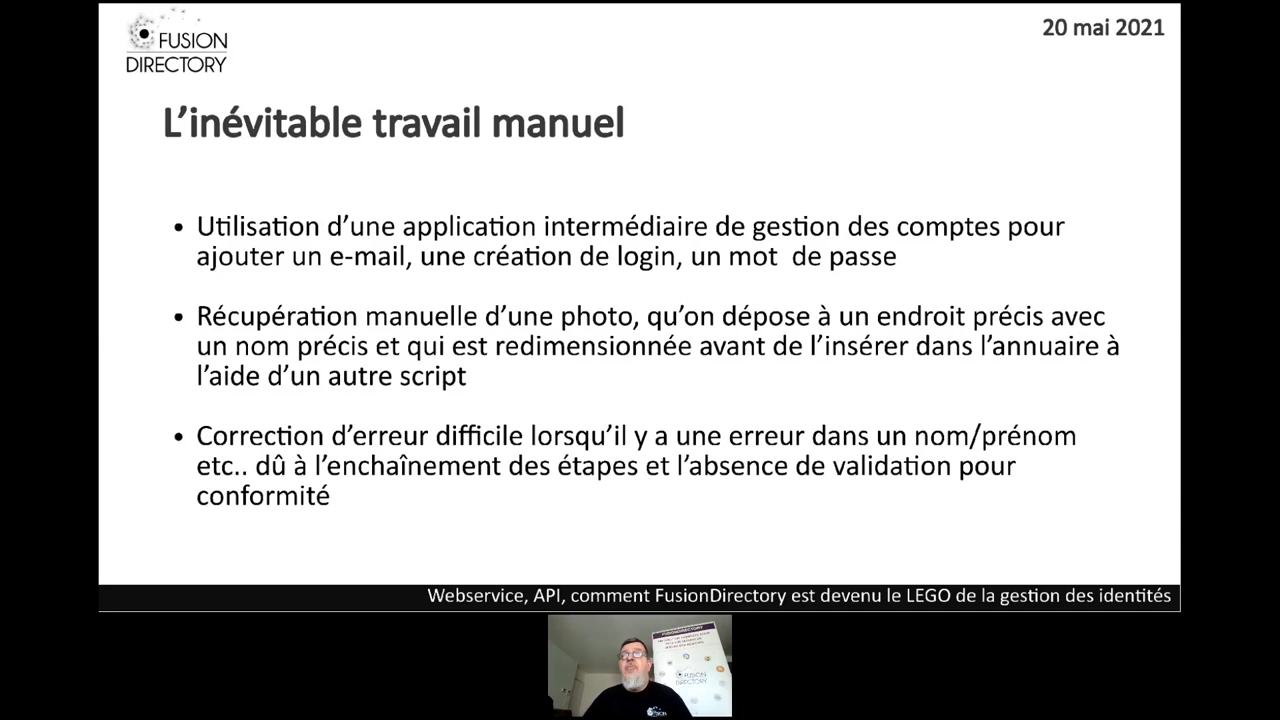 FUSION
DIRECTORY
20 mai 2021
L’inévitable travail manuel
• Utilisation d’une application intermédiaire de gestion des comptes pour
ajouter un e-mail, une création de login, un mot  de passe
• Récupération manuelle d’une photo, qu’on dépose à un endroit précis avec
un nom précis et qui est redimensionnée avant de l’insérer dans l’annuaire à
l’aide d’un autre script
• Correction d’erreur difficile lorsqu’il y a une erreur dans un nom/prénom
etc.. dû à l’enchaînement des étapes et l’absence de validation pour
conformité
Webservice, API, comment FusionDirectory est devenu le LEGO de la gestion des identités
FUSIONDIRECTORY
FUSION
DIRECTORY